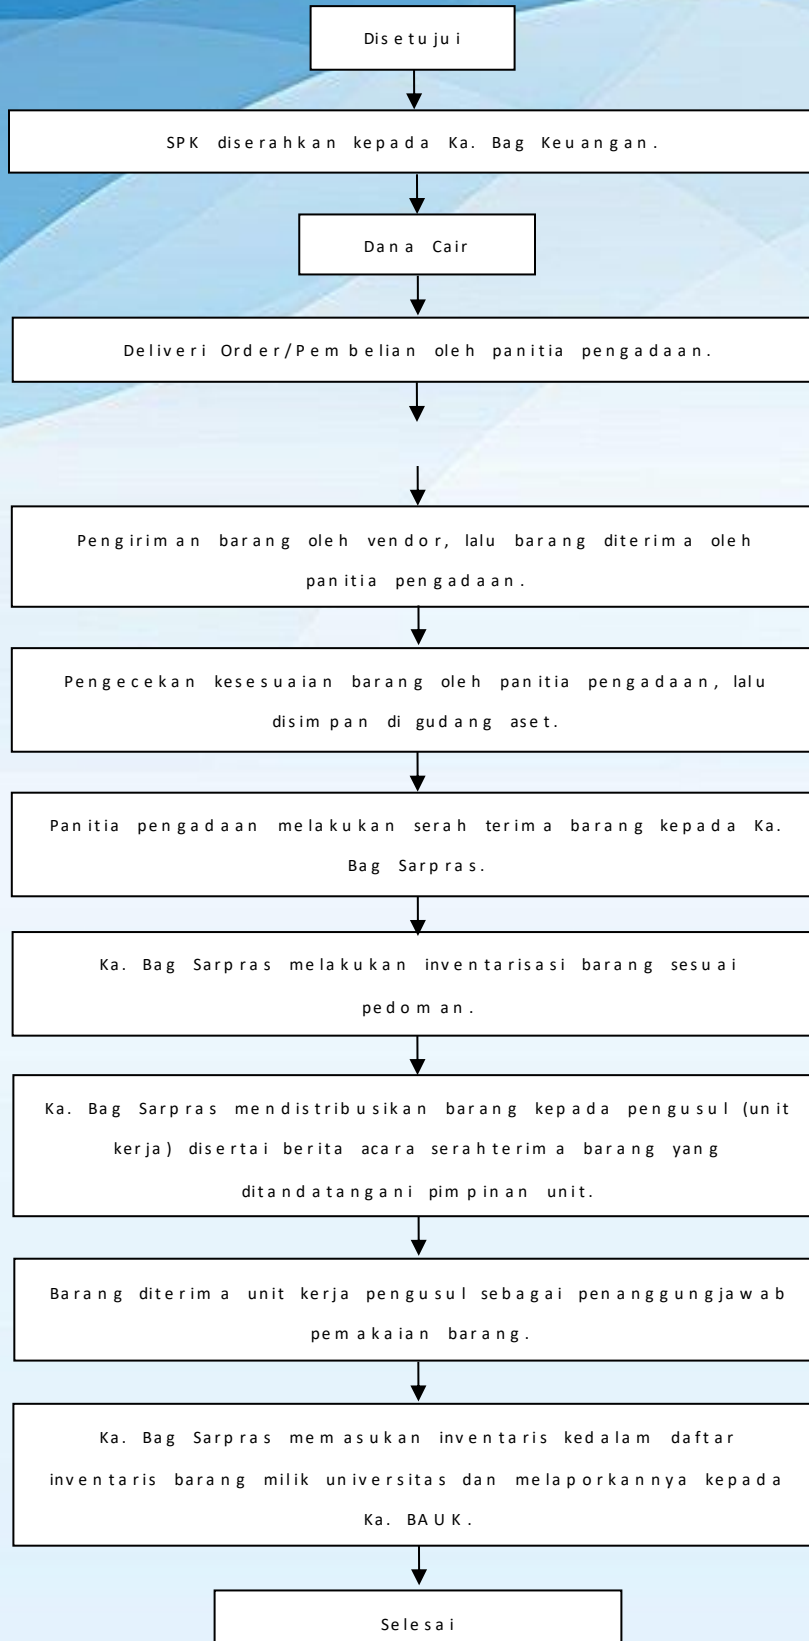 Disetujui
SPK diserahkan kepada Ka. Bag Keuangan.
Dana Cair
Deliveri Order/Pembelian oleh panitia pengadaan.
Pengiriman barang oleh vendor, lalu barang diterima oleh
panitia pengadaan.
Pengecekan kesesuaian barang oleh panitia pengadaan, lalu
disimpan di gudang aset.
Panitia pengadaan melakukan serah terima barang kepada Ka.
Bag Sarpras.
Ka. Bag Sarpras melakukan inventarisasi barang sesuai
pedoman.
Ka. Bag Sarpras mendistribusikan barang kepada pengusul (unit
kerja) disertai berita acara serahterima barang yang
ditandatangani pimpinan unit.
Barang diterima unit kerja pengusul sebagai penanggungjawab
pemakaian barang.
Ka. Bag Sarpras memasukan inventaris kedalam daftar
inventaris barang milik universitas dan melaporkannya kepada
Ka. BAUK.
Selesai